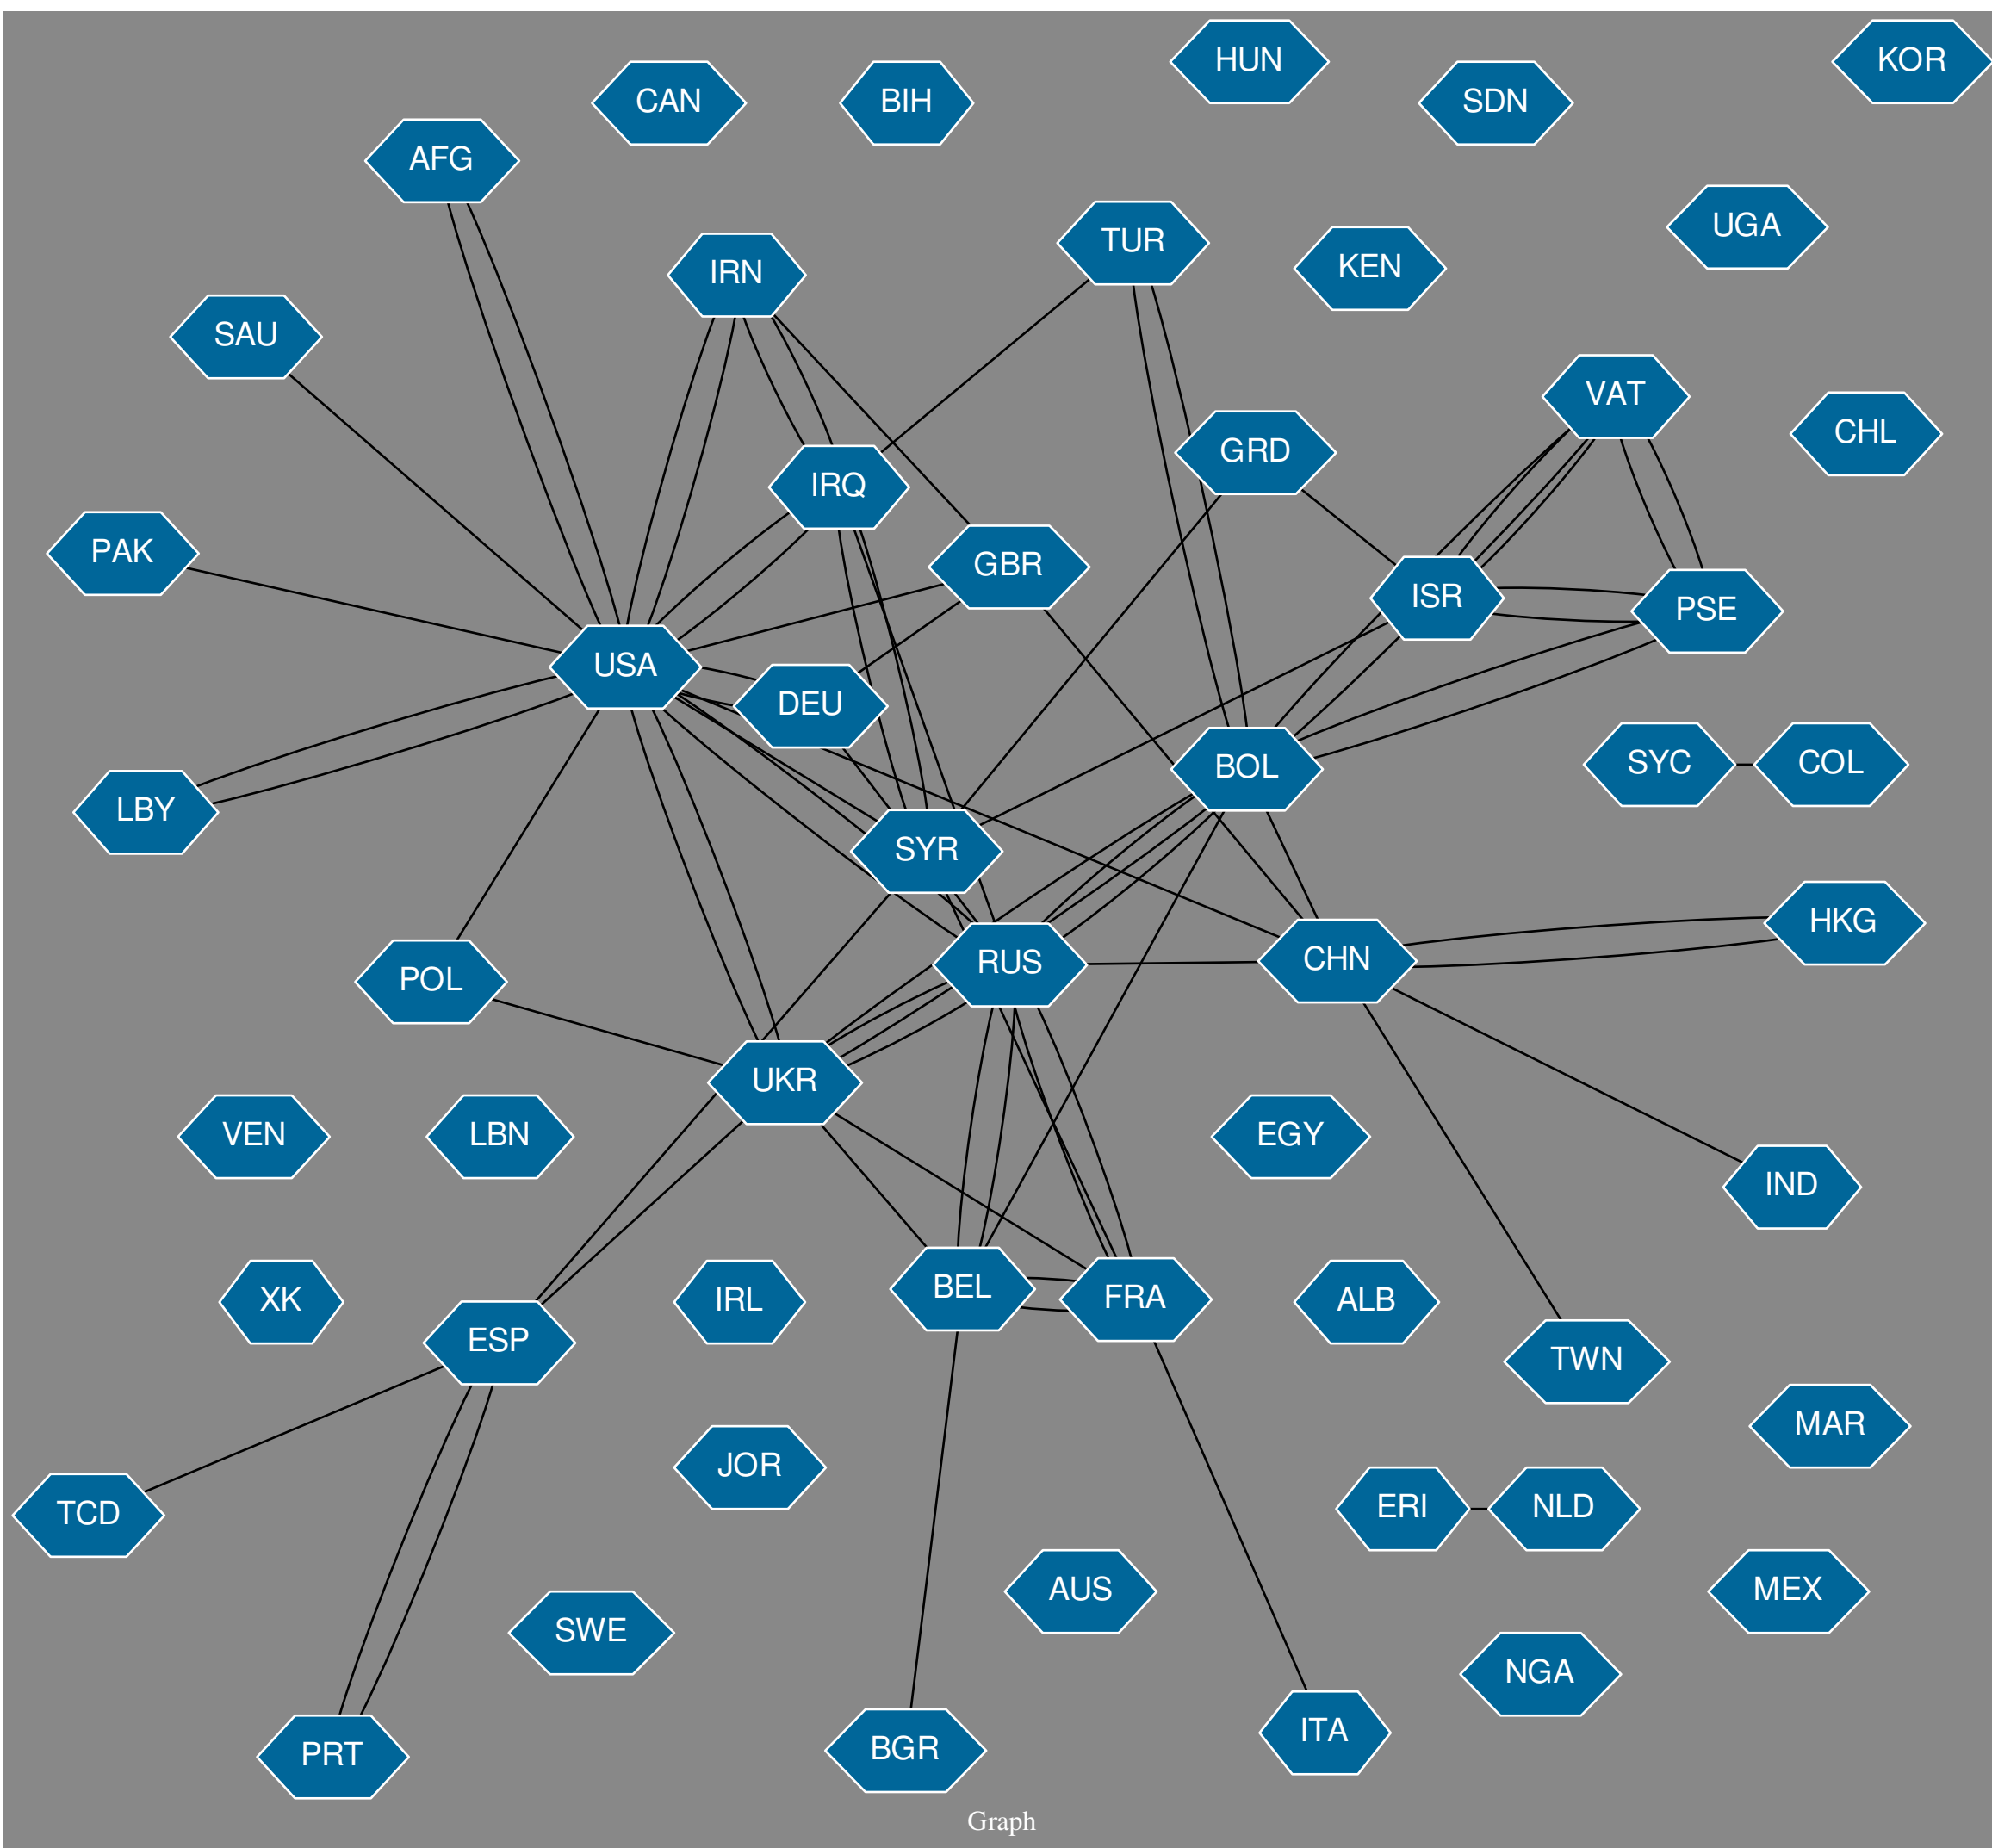 HUN
KOR
CAN
BIH
SDN
AFG
UGA
TUR
KEN
IRN
SAU
VAT
CHL
GRD
IRQ
PAK
GBR
ISR
PSE
USA
DEU
BOL
SYC
COL
LBY
SYR
HKG
RUS
CHN
POL
UKR
VEN
LBN
EGY
IND
XK
IRL
BEL
FRA
ALB
ESP
TWN
MAR
JOR
TCD
ERI
NLD
AUS
MEX
SWE
NGA
ITA
PRT
BGR
Graph